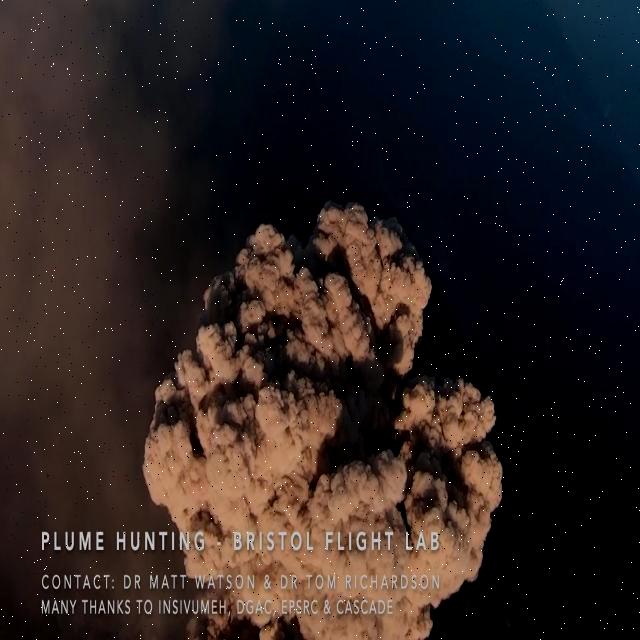 PLUME HUNTING - BRISTOL FLIGHT LAB
CONTACT: DR MATT WATSON & DR TOM RICHARDSON
MANY THANKS TO INSIVUMEH, DGAC, EPSRC & CASCADE